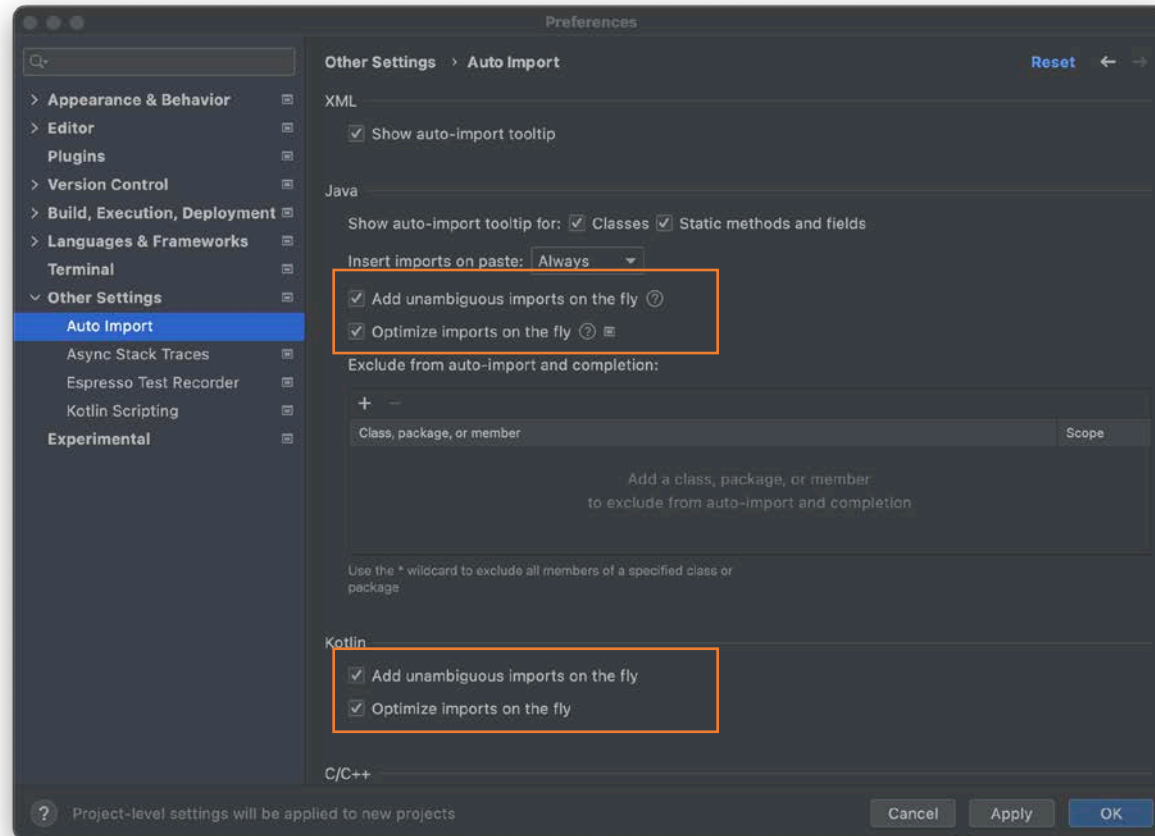 Preferences
Other Settings › Auto Import
Reset
Appearance & Behavior
Editor
Plugins
Version Control
Build, Execution, Deployment
Languages & Frameworks
Terminal
Other Settings
Auto Import
Async Stack Traces
Espresso Test Recorder
Kotlin Scripting
Experimental
XML
Show auto-import tooltip
Java
Show auto-import tooltip for: Classes Static methods and fields
Insert imports on paste: Always
Add unambiguous imports on the fly ?
Optimize imports on the fly ?
Exclude from auto-import and completion:
+ −
Class, package, or member Scope
Add a class, package, or member
to exclude from auto-import and completion
Use the * wildcard to exclude all members of a specified class or
package
Kotlin
Add unambiguous imports on the fly
Optimize imports on the fly
C/C++
? Project-level settings will be applied to new projects
Cancel Apply OK